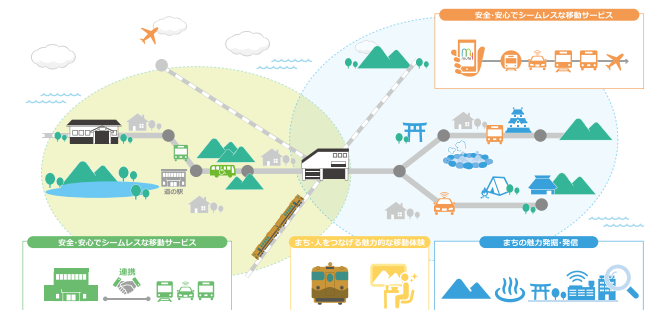 安全・安心でシームレスな移動サービス
道の駅
安全・安心でシームレスな移動サービス
連携
まち・人をつなげる魅力的な移動体験
まちの魅力発掘・発信